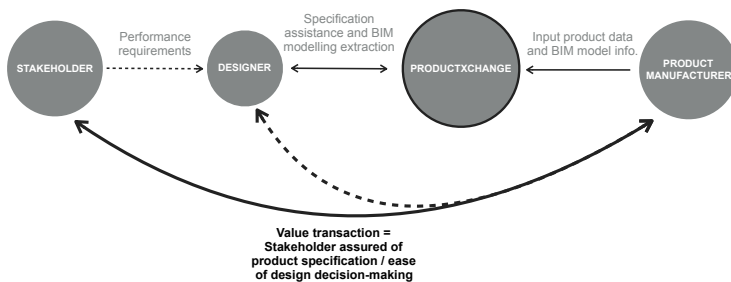 Performance
requirements
Specification
assistance and BIM
modelling extraction
Input product data
and BIM model info.
STAKEHOLDER
DESIGNER
PRODUCTXCHANGE
PRODUCT
MANUFACTURER
Value transaction =
Stakeholder assured of
product specification / ease
of design decision-making